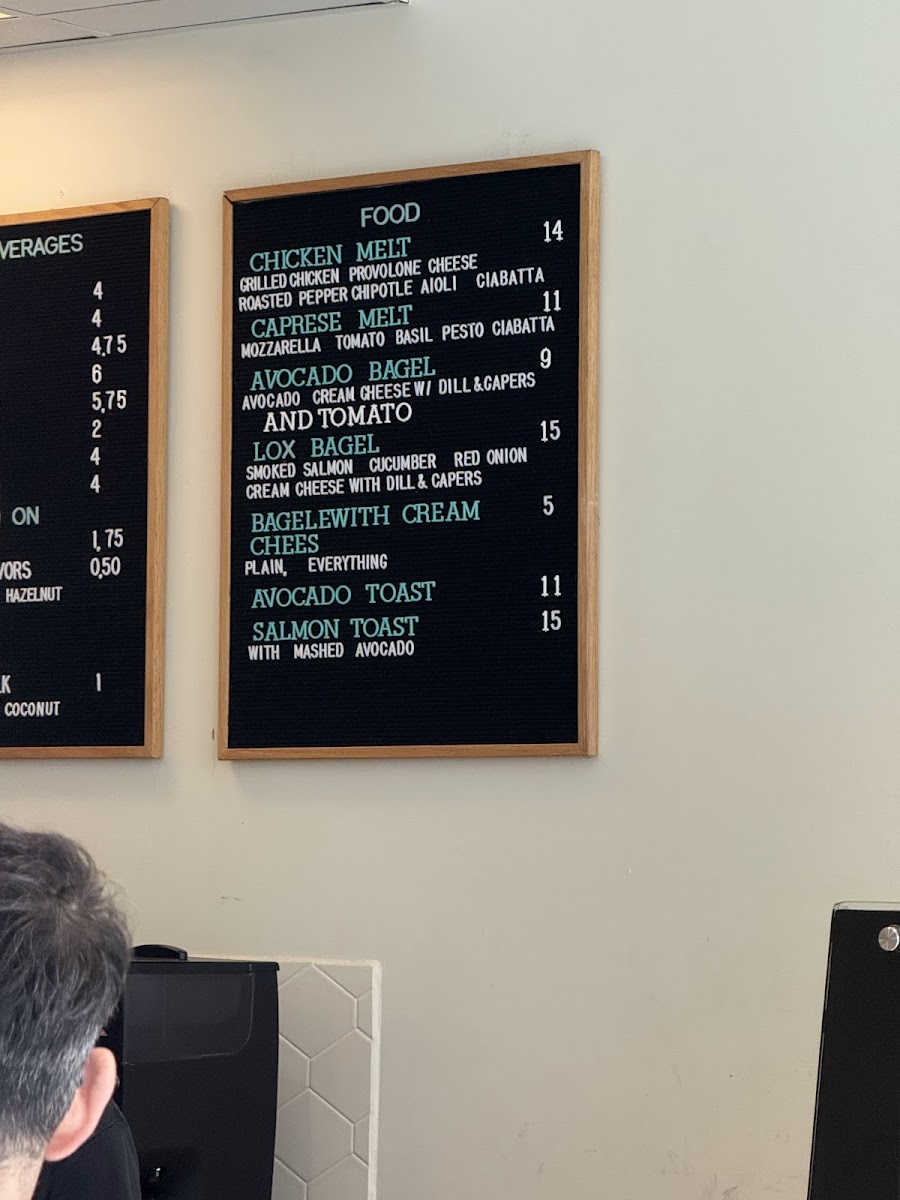 VERAGES
4
4
4.75
6
5.75
2
4
4
ON
1.75
VORS 0.50
HAZELNUT
LK 1
COCONUT
FOOD
CHICKEN MELT 14
GRILLED CHICKEN PROVOLONE CHEESE
ROASTED PEPPER CHIPOTLE AIOLI CIABATTA
CAPRESE MELT 11
MOZZARELLA TOMATO BASIL PESTO CIABATTA
AVOCADO BAGEL 9
AVOCADO CREAM CHEESE W/ DILL & CAPERS
AND TOMATO
LOX BAGEL 15
SMOKED SALMON CUCUMBER RED ONION
CREAM CHEESE WITH DILL & CAPERS
BAGELEWITH CREAM 5
CHEES
PLAIN, EVERYTHING
AVOCADO TOAST 11
SALMON TOAST 15
WITH MASHED AVOCADO